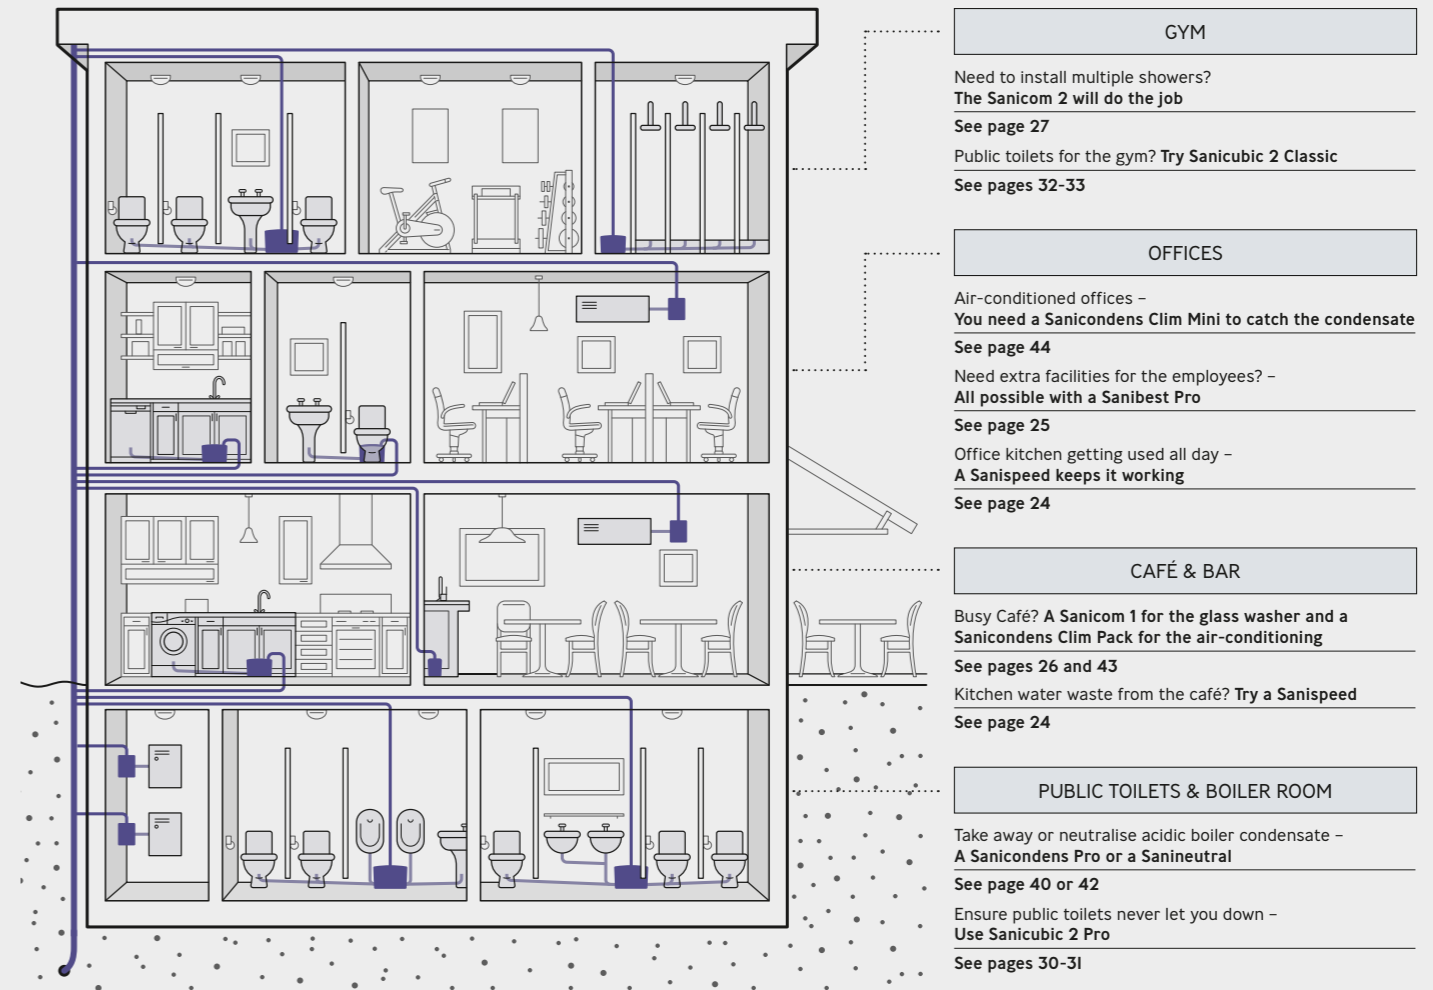 GYM
Need to install multiple showers?
The Sanicom 2 will do the job
See page 27
Public toilets for the gym? Try Sanicubic 2 Classic
See pages 32-33
OFFICES
Air-conditioned offices –
You need a Sanicondens Clim Mini to catch the condensate
See page 44
Need extra facilities for the employees? –
All possible with a Sanibest Pro
See page 25
Office kitchen getting used all day –
A Sanispeed keeps it working
See page 24
CAFÉ & BAR
Busy Café? A Sanicom 1 for the glass washer and a
Sanicondens Clim Pack for the air-conditioning
See pages 26 and 43
Kitchen water waste from the café? Try a Sanispeed
See page 24
PUBLIC TOILETS & BOILER ROOM
Take away or neutralise acidic boiler condensate –
A Sanicondens Pro or a Sanineutral
See page 40 or 42
Ensure public toilets never let you down –
Use Sanicubic 2 Pro
See pages 30-31